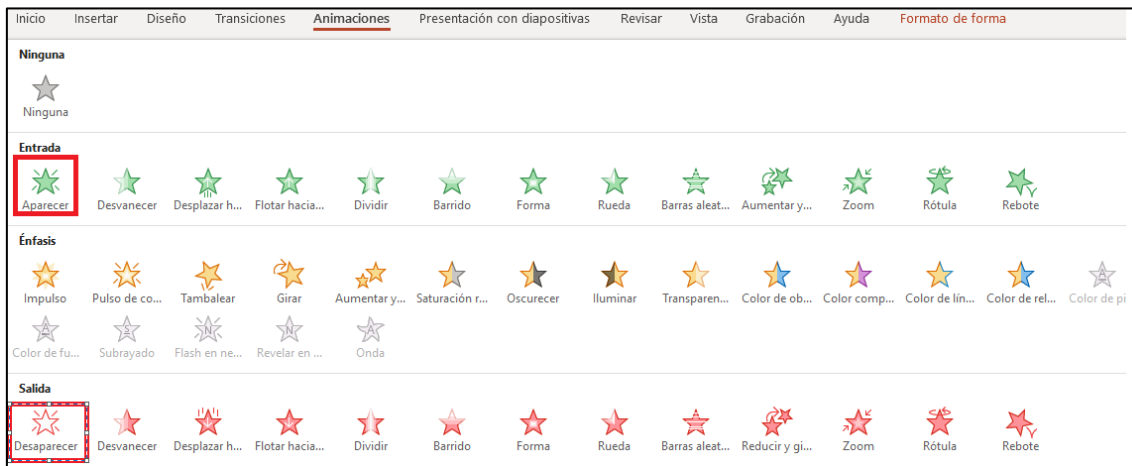 Inicio Insertar Diseño Transiciones Animaciones Presentación con diapositivas Revisar Vista Grabación Ayuda Formato de forma
Ninguna
Ninguna
Entrada
Aparecer Desvanecer Desplazar h... Flotar hacia... Dividir Barrido Forma Rueda Barras aleat... Aumentar y... Zoom Rótula Rebote
Énfasis
Impulso Pulso de co... Tambalear Girar Aumentar y... Saturación r... Oscurecer Iluminar Transparen... Color de ob... Color comp... Color de lín... Color de rel... Color de pi
Color de fu... Subrayado Flash en ne... Revelar en ... Onda
Salida
Desaparecer Desvanecer Desplazar h... Flotar hacia... Dividir Barrido Forma Rueda Barras aleat... Reducir y gi... Zoom Rótula Rebote